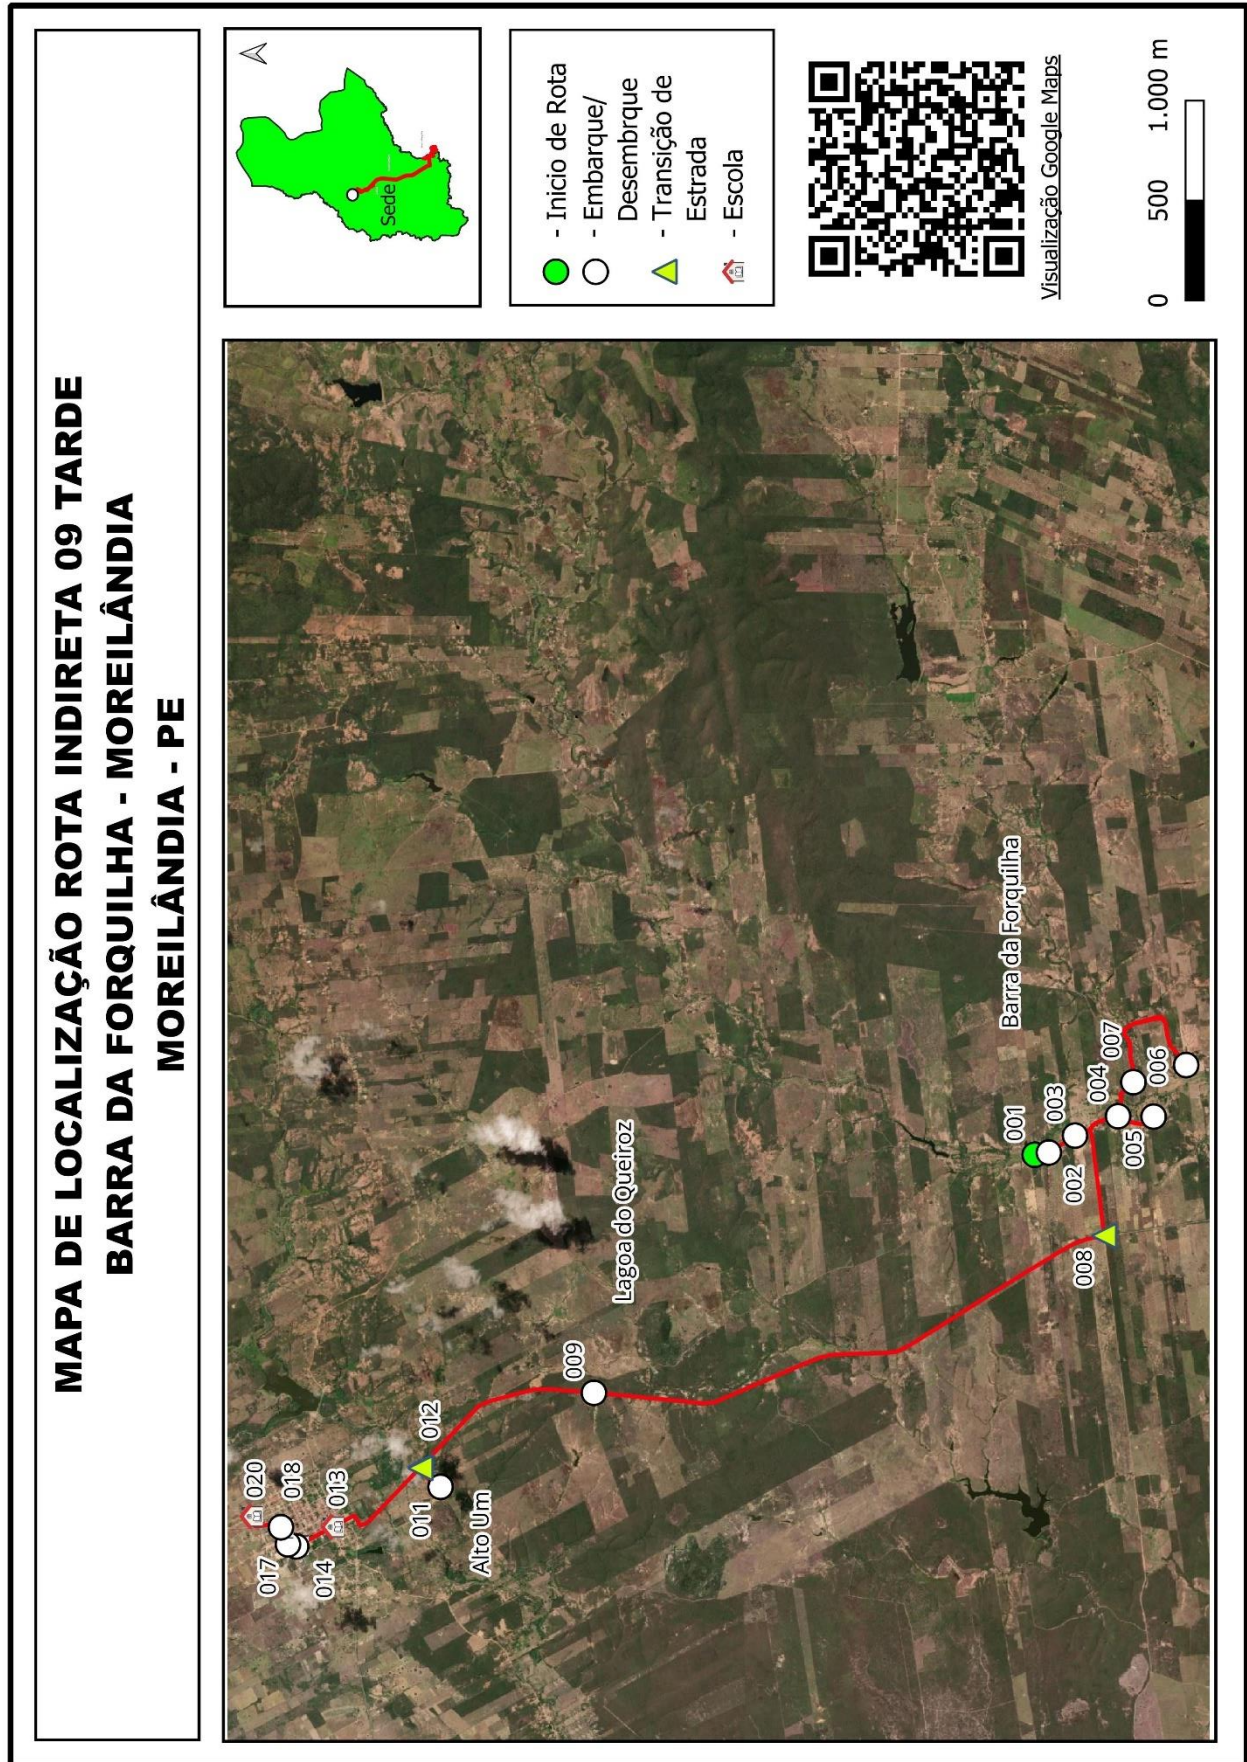 MAPA DE LOCALIZAÇÃO ROTA INDIRETA 09 TARDE
BARRA DA FORQUILHA - MOREILÂNDIA
MOREILÂNDIA - PE
020
018
017
014
013
012
011
Alto Um
009
Lagoa do Queiroz
Barra da Forquilha
001
003
002
004
007
005
006
008
Sede
- Inicio de Rota
- Embarque/
Desembrque
- Transição de
Estrada
- Escola
Visualização Google Maps
0 500 1.000 m